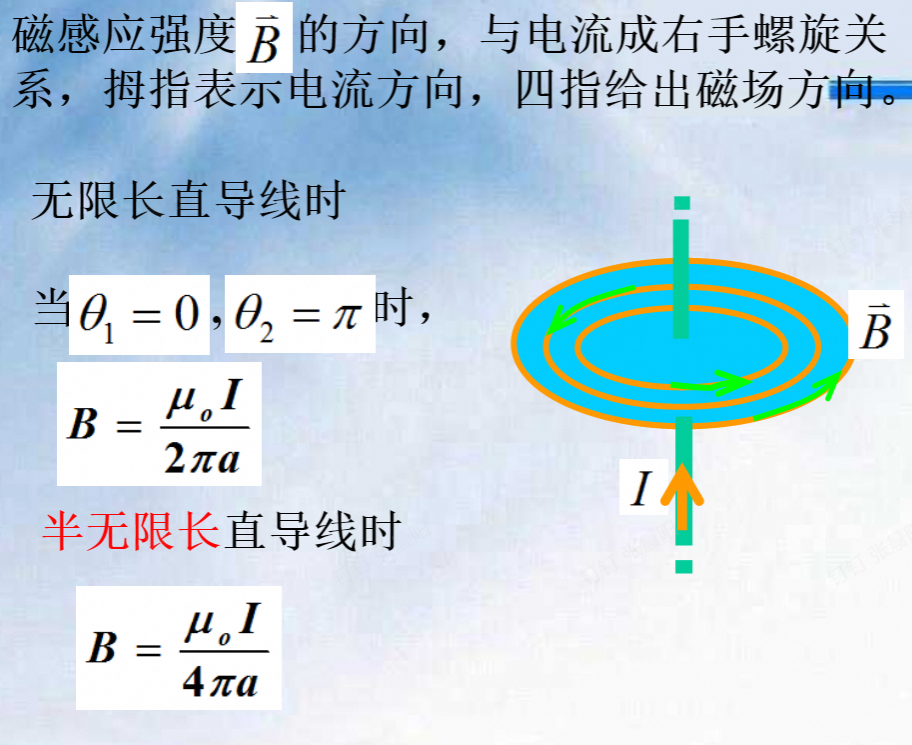 磁感应强度 $\vec{B}$ 的方向，与电流成右手螺旋关
系，拇指表示电流方向，四指给出磁场方向。
无限长直导线时
当 $\theta_1 = 0$ , $\theta_2 = \pi$ 时，
$B = \frac{\mu_o I}{2\pi a}$
半无限长直导线时
$B = \frac{\mu_o I}{4\pi a}$
$\vec{B}$
$I$